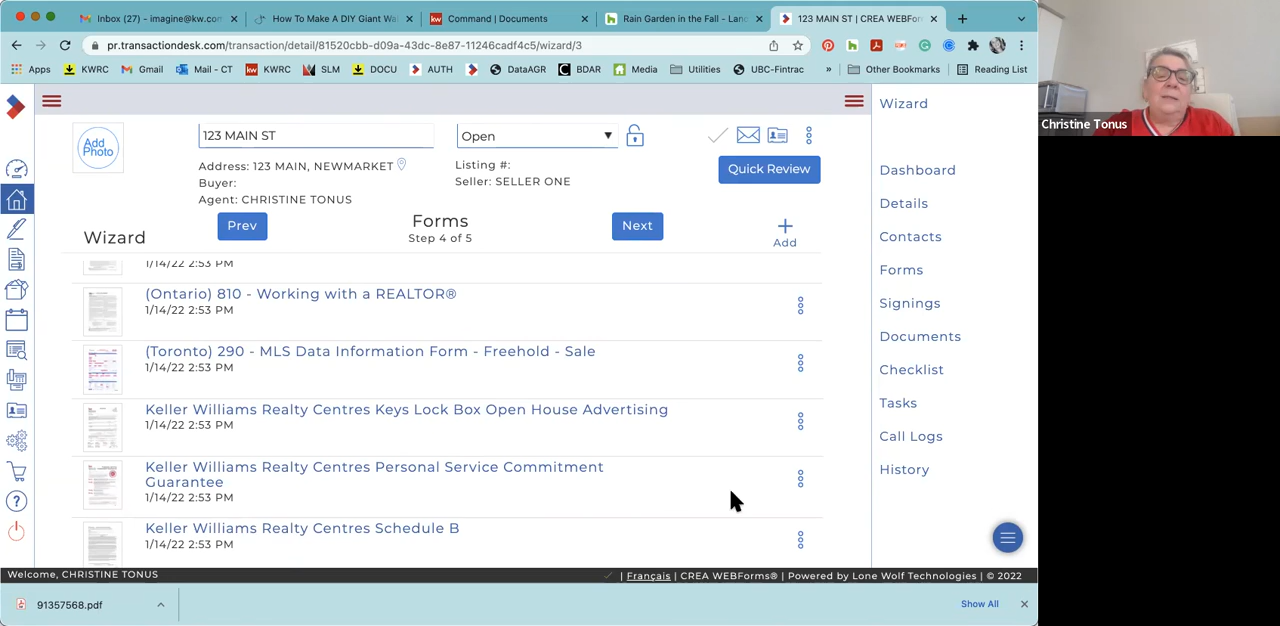 Inbox (27) - imagine@kw.com
How To Make A DIY Giant Wa
Command | Documents
Rain Garden in the Fall - Lan
123 MAIN ST | CREA WEBFor
pr.transactiondesk.com/transaction/detail/81520cbb-d09a-43dc-8e87-11246cadf4c5/wizard/3
Apps
KWRC
Gmail
Mail - CT
KWRC
SLM
DOCU
AUTH
DataAGR
BDAR
Media
Utilities
UBC-Fintrac
»
Other Bookmarks
Reading List
Add Photo
123 MAIN ST
Open
Address: 123 MAIN, NEWMARKET
Buyer:
Agent: CHRISTINE TONUS
Listing #:
Seller: SELLER ONE
Quick Review
Wizard
Prev
Forms
Step 4 of 5
Next
Add
1/14/22 2:53 PM
(Ontario) 810 - Working with a REALTOR®
1/14/22 2:53 PM
(Toronto) 290 - MLS Data Information Form - Freehold - Sale
1/14/22 2:53 PM
Keller Williams Realty Centres Keys Lock Box Open House Advertising
1/14/22 2:53 PM
Keller Williams Realty Centres Personal Service Commitment
Guarantee
1/14/22 2:53 PM
Keller Williams Realty Centres Schedule B
1/14/22 2:53 PM
Wizard
Dashboard
Details
Contacts
Forms
Signings
Documents
Checklist
Tasks
Call Logs
History
Welcome, CHRISTINE TONUS
| Français | CREA WEBForms® | Powered by Lone Wolf Technologies | © 2022
91357568.pdf
Show All
Christine Tonus